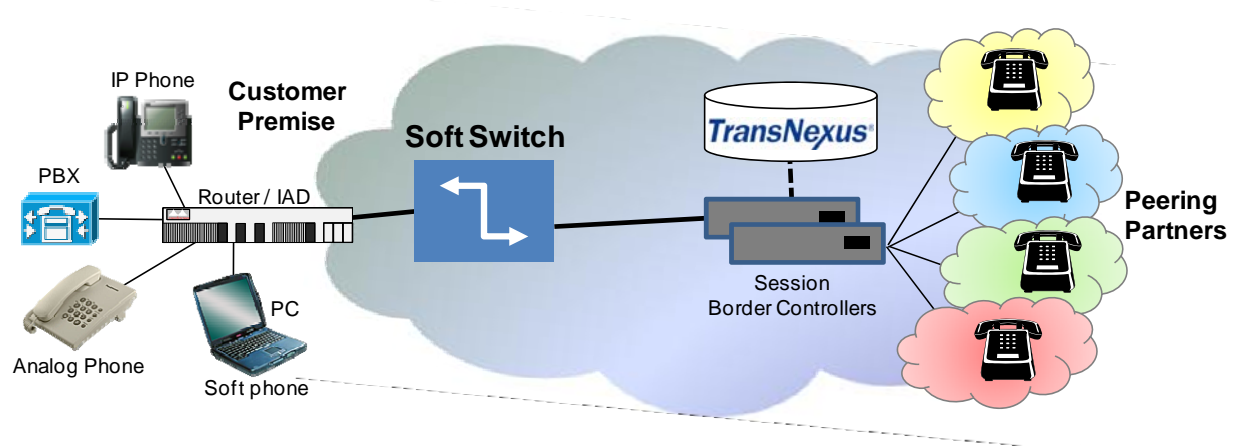 IP Phone
Customer
Premise
PBX
Router / IAD
Analog Phone
PC
Soft phone
Soft Switch
TransNexus®
Session
Border Controllers
Peering
Partners